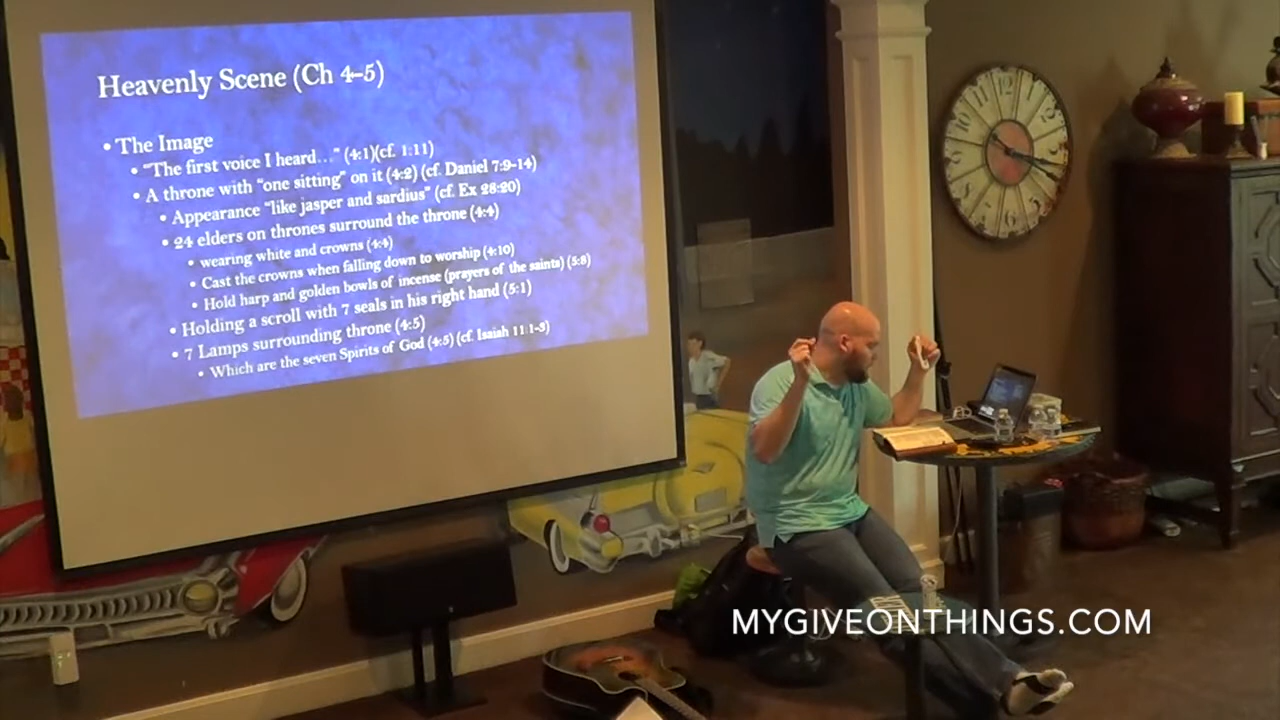 Heavenly Scene (Ch 4-5)
• The Image
• "The first voice I heard…" (4:1)(cf. 1:11)
• A throne with "one sitting" on it (4:2) (cf. Daniel 7:9-14)
• Appearance "like jasper and sardius" (cf. Ex 28:20)
• 24 elders on thrones surround the throne (4:4)
• wearing white and crowns (4:4)
• Cast the crowns when falling down to worship (4:10)
• Hold harp and golden bowls of incense (prayers of the saints) (5:8)
• Holding a scroll with 7 seals in his right hand (5:1)
• 7 Lamps surrounding throne (4:5)
• Which are the seven Spirits of God (4:5) (cf. Isaiah 11:1-3)
MYGIVEONTHINGS.COM